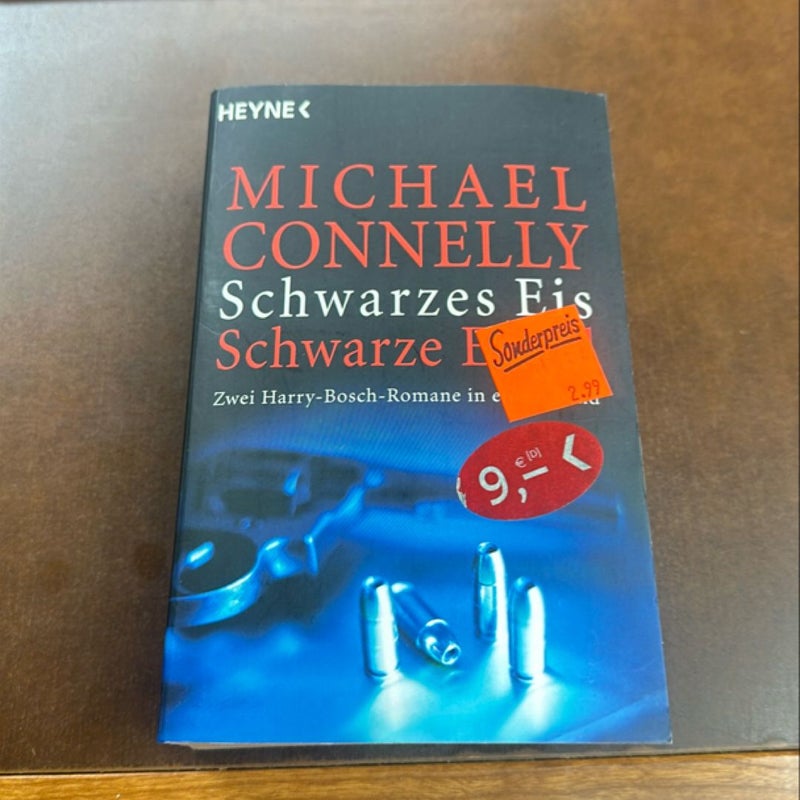 HEYNE
MICHAEL
CONNELLY
Schwarzes Eis
Schwarze E
Sonderpreis
2.99
Zwei Harry-Bosch-Romane in e
€ [D]
9,–